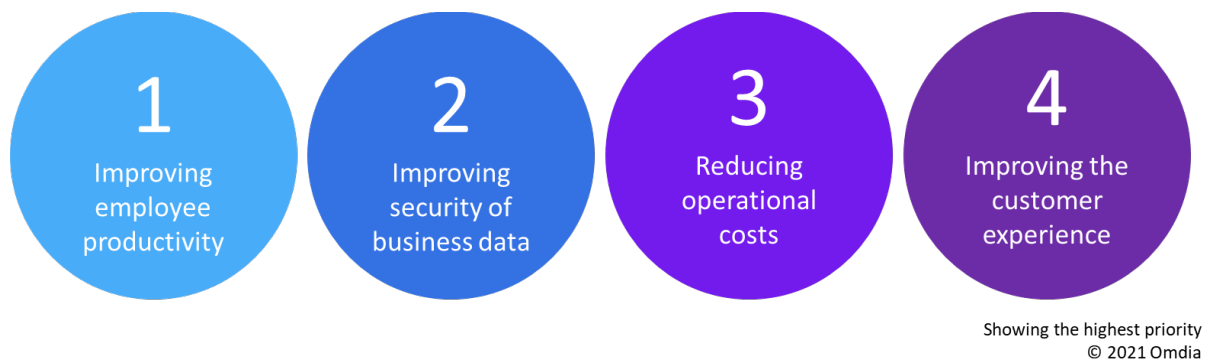 1
Improving
employee
productivity
2
Improving
security of
business data
3
Reducing
operational
costs
4
Improving the
customer
experience
Showing the highest priority
© 2021 Omdia